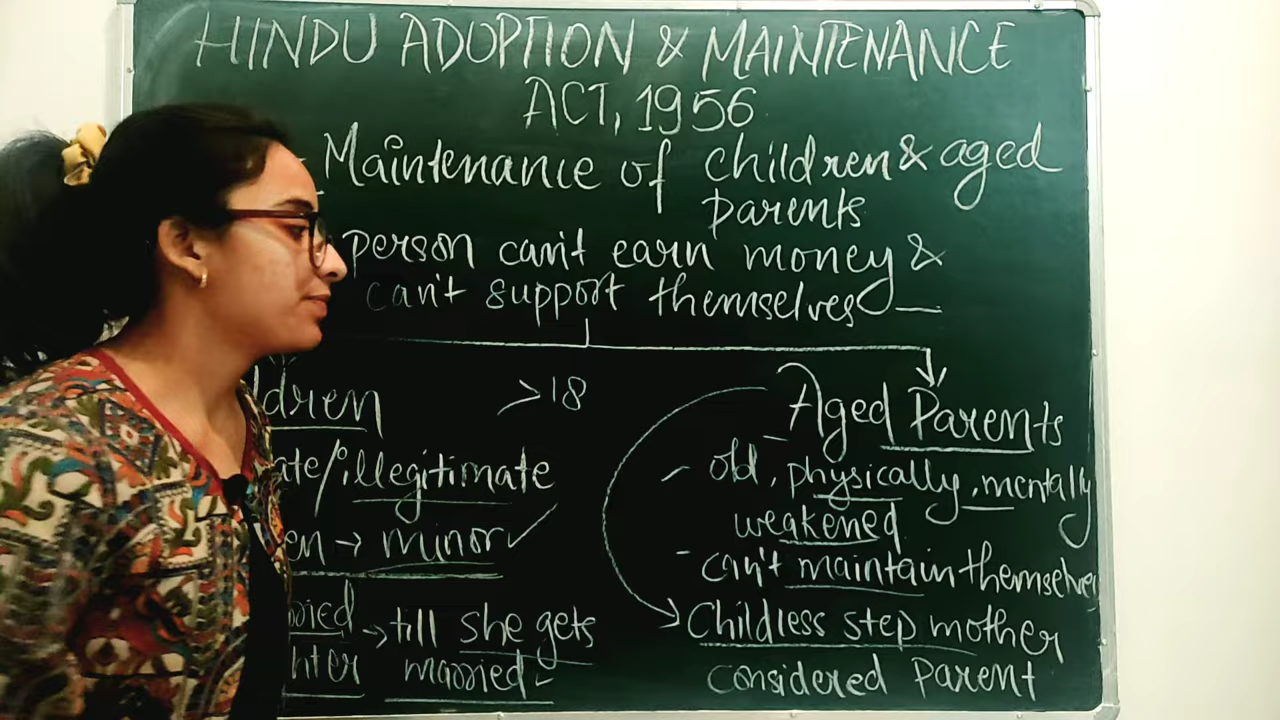 HINDU ADOPTION & MAINTENANCE
ACT, 1956
- Maintenance of children & aged
parents
person can't earn money &
can't support themselves —
>18
Aged Parents
illegitimate
- old, physically, mentally
weakened
→ minor ✓
- can't maintain themselves
→ till she gets
married
→ Childless step mother
considered Parent